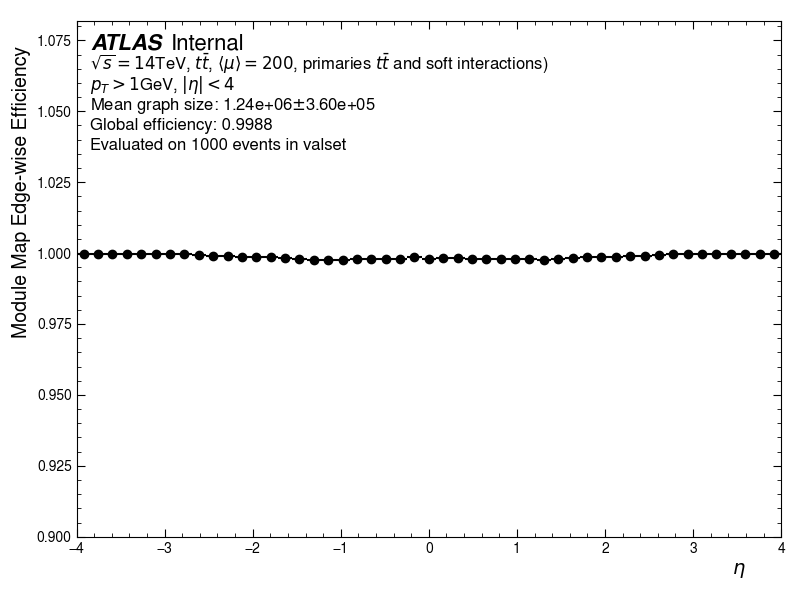 ATLAS Internal
√s = 14TeV, tt̄, ⟨μ⟩ = 200, primaries tt̄ and soft interactions)
p_T > 1GeV, |η| < 4
Mean graph size: 1.24e+06±3.60e+05
Global efficiency: 0.9988
Evaluated on 1000 events in valset
Module Map Edge-wise Efficiency
1.075
1.050
1.025
1.000
0.975
0.950
0.925
0.900
−4 −3 −2 −1 0 1 2 3 4
η